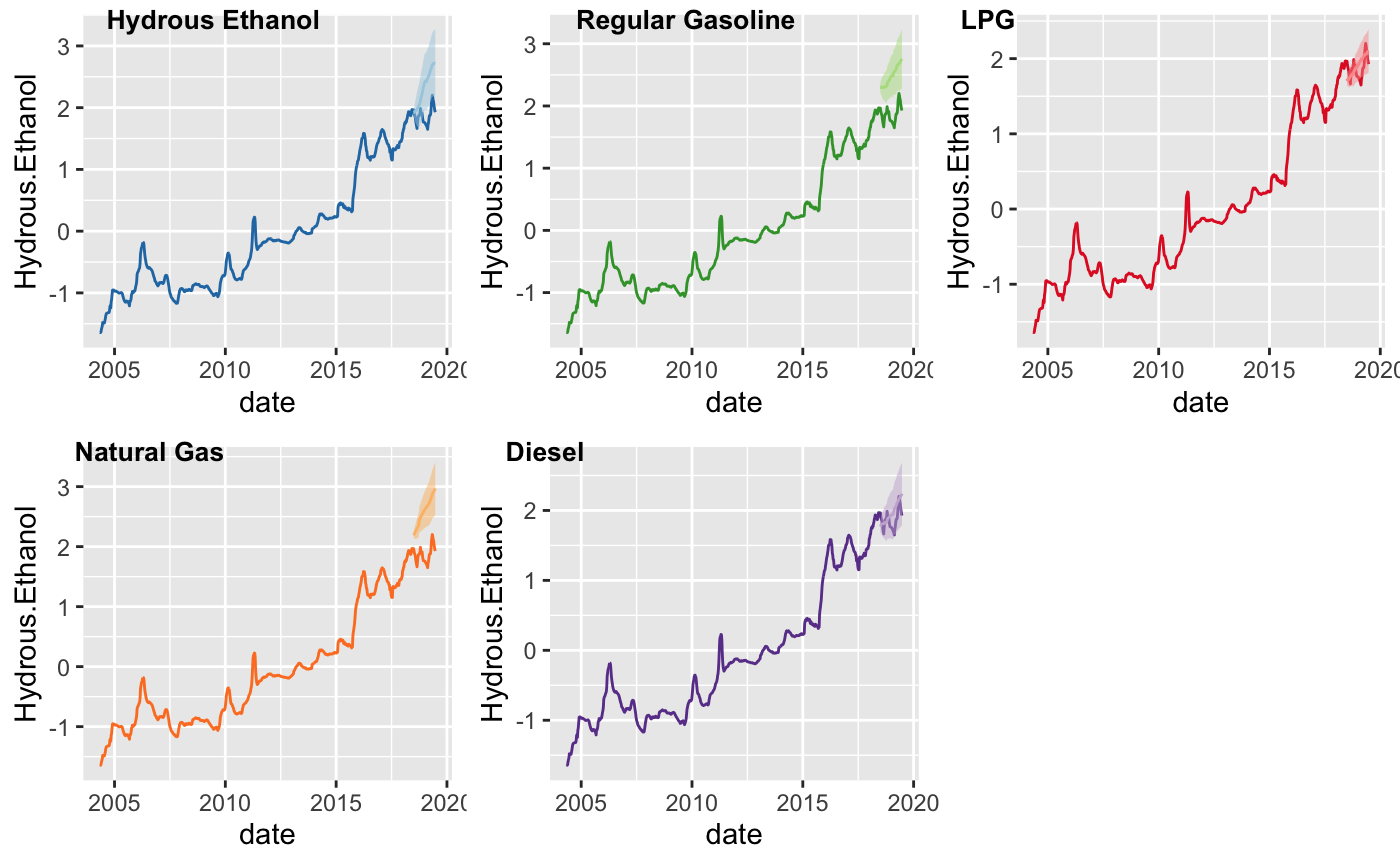 Hydrous Ethanol
Hydrous.Ethanol
3
2
1
0
-1
2005 2010 2015 2020
date
Regular Gasoline
Hydrous.Ethanol
3
2
1
0
-1
2005 2010 2015 2020
date
LPG
Hydrous.Ethanol
2
1
0
-1
2005 2010 2015 2020
date
Natural Gas
Hydrous.Ethanol
3
2
1
0
-1
2005 2010 2015 2020
date
Diesel
Hydrous.Ethanol
2
1
0
-1
2005 2010 2015 2020
date